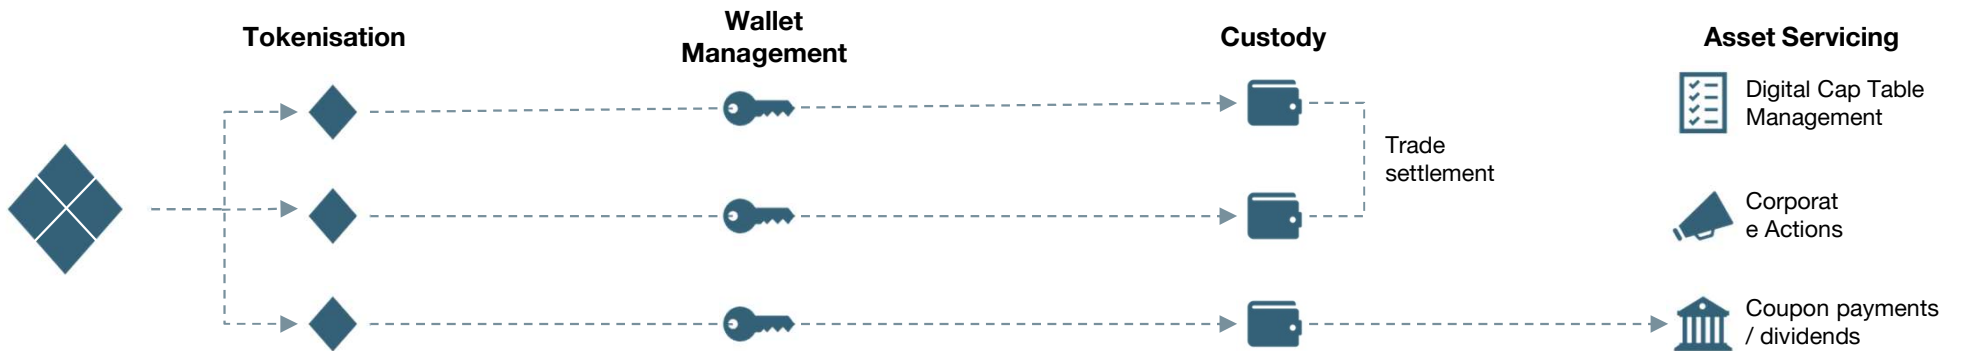 Tokenisation
Wallet
Management
Custody
Asset Servicing
Digital Cap Table
Management
Trade
settlement
Corporat
e Actions
Coupon payments
/ dividends